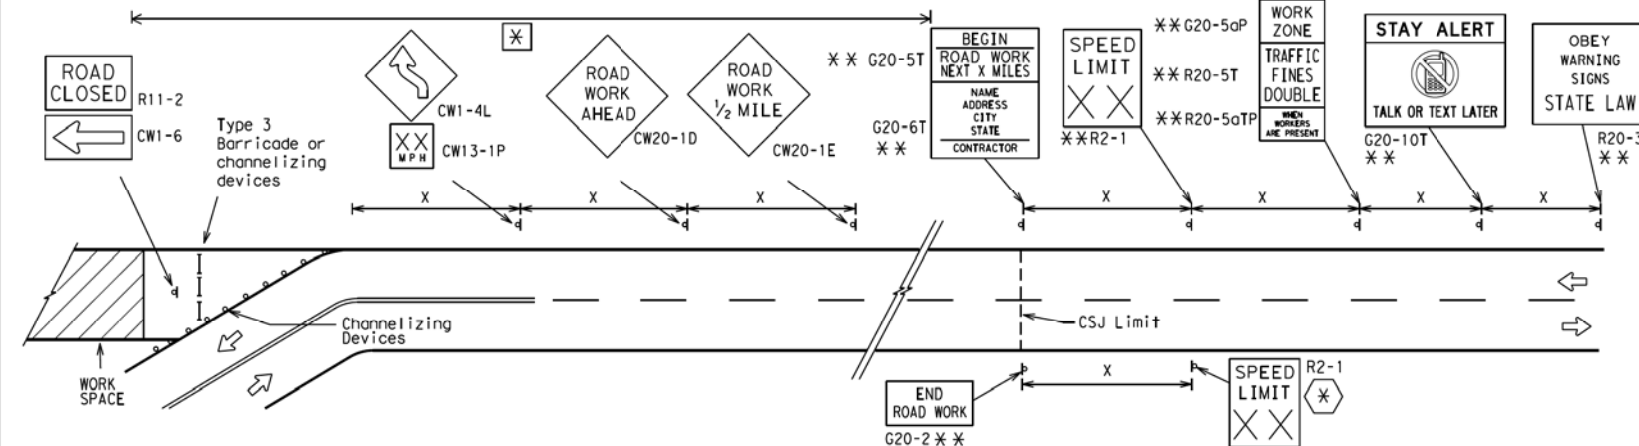 ROAD
CLOSED
R11-2
CW1-6
Type 3
Barricade or
channelizing
devices
*
CW1-4L
XX
MPH
CW13-1P
ROAD
WORK
AHEAD
CW20-1D
ROAD
WORK
1/2 MILE
CW20-1E
** G20-5T
G20-6T
**
BEGIN
ROAD WORK
NEXT X MILES
NAME
ADDRESS
CITY
STATE
CONTRACTOR
SPEED
LIMIT
XX
**R2-1
**G20-5aP
**R20-5T
**R20-5aTP
WORK
ZONE
TRAFFIC
FINES
DOUBLE
WHEN
WORKERS
ARE PRESENT
STAY ALERT
TALK OR TEXT LATER
G20-10T
**
OBEY
WARNING
SIGNS
STATE LAW
R20-3
**
X
X
X
X
X
X
X
Channelizing
Devices
CSJ Limit
WORK
SPACE
END
ROAD WORK
G20-2**
X
SPEED
LIMIT
XX
R2-1
*